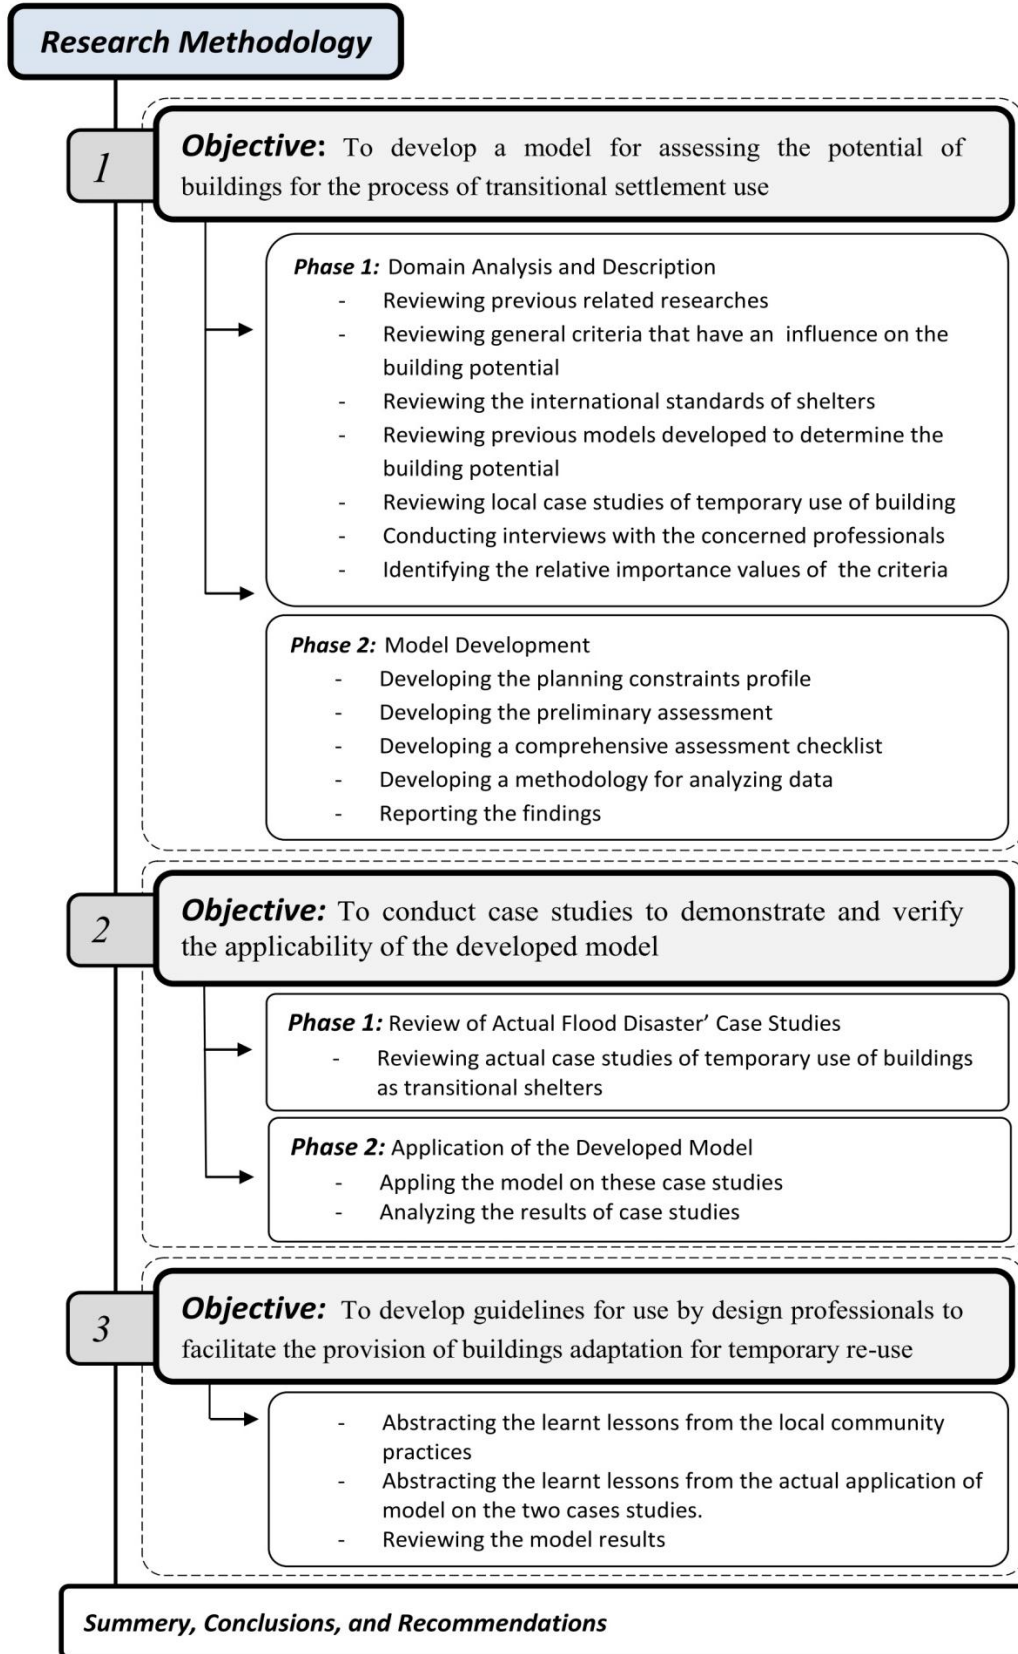 Research Methodology
1
Objective: To develop a model for assessing the potential of
buildings for the process of transitional settlement use
Phase 1: Domain Analysis and Description
- Reviewing previous related researches
- Reviewing general criteria that have an influence on the
building potential
- Reviewing the international standards of shelters
- Reviewing previous models developed to determine the
building potential
- Reviewing local case studies of temporary use of building
- Conducting interviews with the concerned professionals
- Identifying the relative importance values of the criteria
Phase 2: Model Development
- Developing the planning constraints profile
- Developing the preliminary assessment
- Developing a comprehensive assessment checklist
- Developing a methodology for analyzing data
- Reporting the findings
2
Objective: To conduct case studies to demonstrate and verify
the applicability of the developed model
Phase 1: Review of Actual Flood Disaster’ Case Studies
- Reviewing actual case studies of temporary use of buildings
as transitional shelters
Phase 2: Application of the Developed Model
- Appling the model on these case studies
- Analyzing the results of case studies
3
Objective: To develop guidelines for use by design professionals to
facilitate the provision of buildings adaptation for temporary re-use
- Abstracting the learnt lessons from the local community
practices
- Abstracting the learnt lessons from the actual application of
model on the two cases studies.
- Reviewing the model results
Summery, Conclusions, and Recommendations